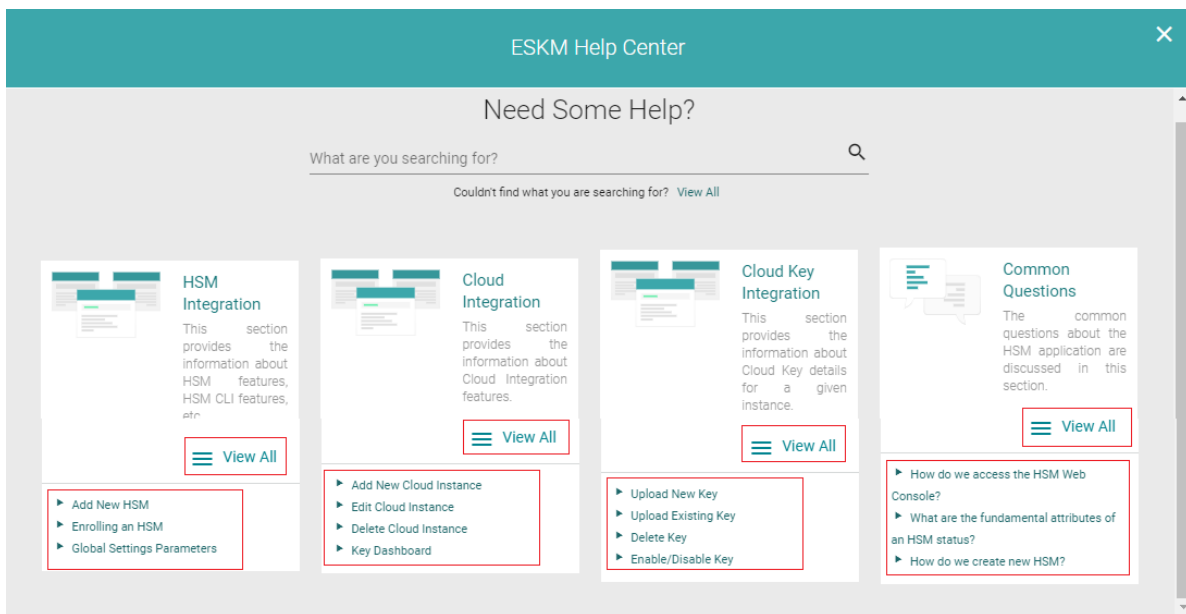 ESKM Help Center
Need Some Help?
What are you searching for?
Couldn't find what you are searching for? View All
HSM
Integration
This section
provides the
information about
HSM features,
HSM CLI features,
etc
View All
Add New HSM
Enrolling an HSM
Global Settings Parameters
Cloud
Integration
This section
provides the
information about
Cloud Integration
features.
View All
Add New Cloud Instance
Edit Cloud Instance
Delete Cloud Instance
Key Dashboard
Cloud Key
Integration
This section
provides the
information about
Cloud Key details
for a given
instance.
View All
Upload New Key
Upload Existing Key
Delete Key
Enable/Disable Key
Common
Questions
The common
questions about the
HSM application are
discussed in this
section.
View All
How do we access the HSM Web
Console?
What are the fundamental attributes of
an HSM status?
How do we create new HSM?